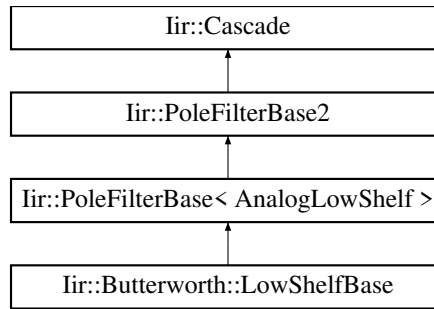 Iir::Cascade
Iir::PoleFilterBase2
Iir::PoleFilterBase< AnalogLowShelf >
Iir::Butterworth::LowShelfBase